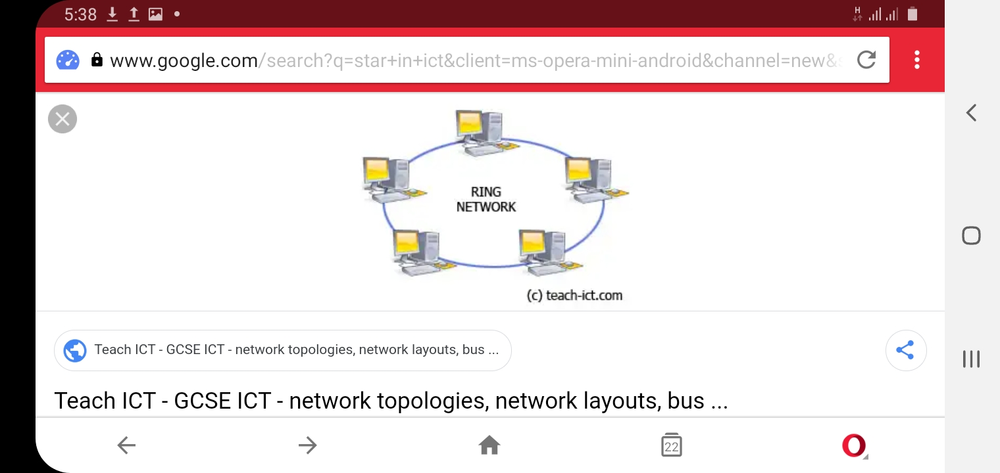 5:38
H
www.google.com/search?q=star+in+ict&client=ms-opera-mini-android&channel=new&
RING
NETWORK
(c) teach-ict.com
Teach ICT - GCSE ICT - network topologies, network layouts, bus ...
Teach ICT - GCSE ICT - network topologies, network layouts, bus ...
22